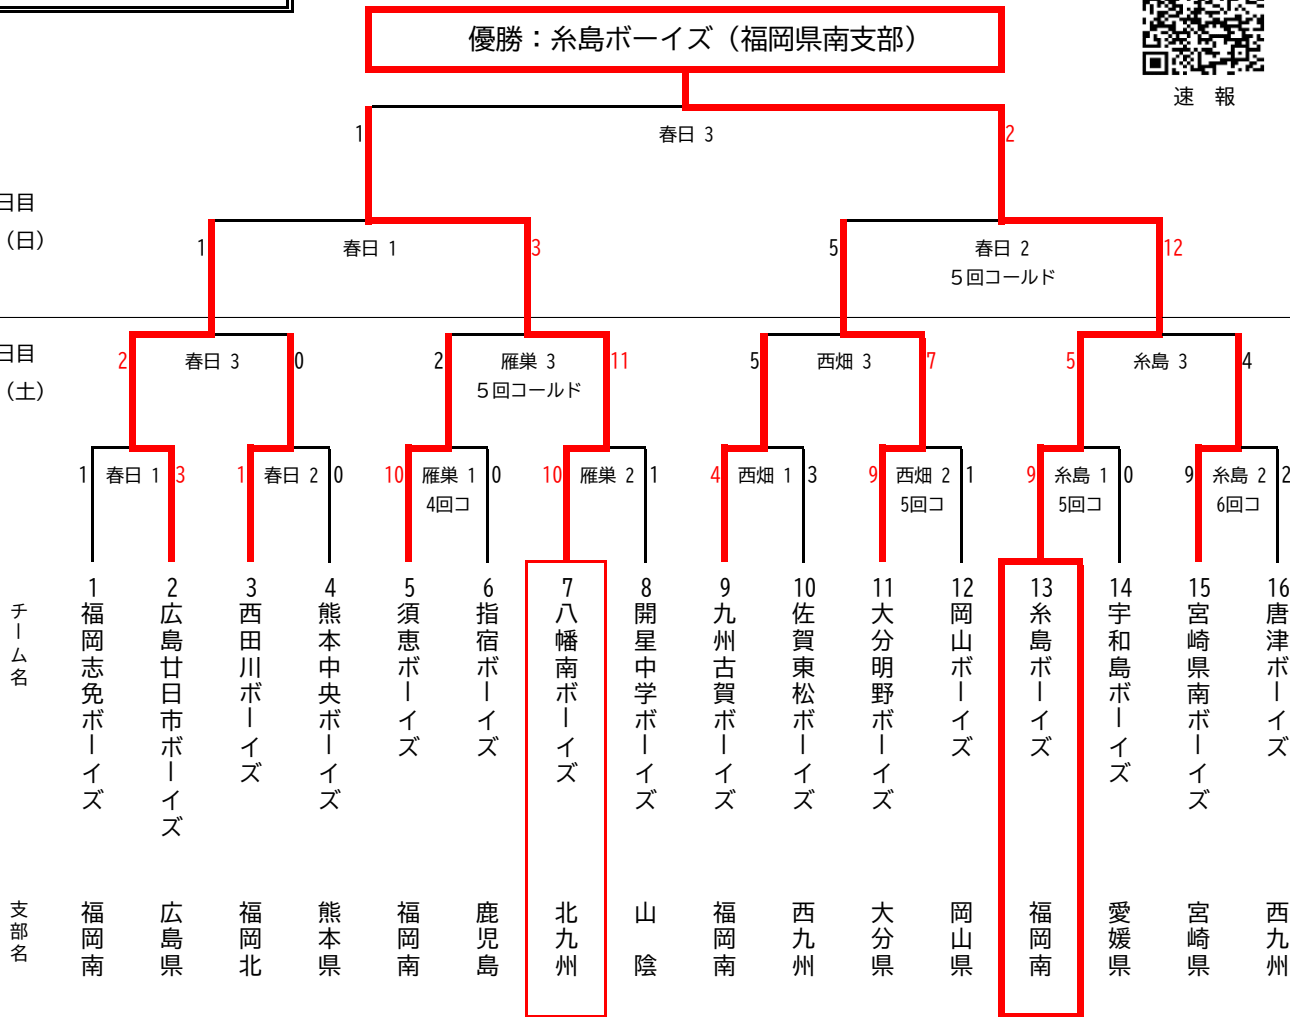 優勝：糸島ボーイズ（福岡県南支部）
速　報
1 春日 3 2
日目
（日）
1 春日 1 3 5 春日 2 12
５回コールド
日目
（土）
2 春日 3 0 2 雁巣 3 11 5 西畑 3 7 5 糸島 3 4
５回コールド
1 春日 1 3 1 春日 2 0 10 雁巣 1 0 10 雁巣 2 1 4 西畑 1 3 9 西畑 2 1 9 糸島 1 0 9 糸島 2 2
4回コ 5回コ 5回コ 6回コ
1 2 3 4 5 6 7 8 9 10 11 12 13 14 15 16
チーム名
福岡志免ボーイズ
広島廿日市ボーイズ
西田川ボーイズ
熊本中央ボーイズ
須恵ボーイズ
指宿ボーイズ
八幡南ボーイズ
開星中学ボーイズ
九州古賀ボーイズ
佐賀東松ボーイズ
大分明野ボーイズ
岡山ボーイズ
糸島ボーイズ
宇和島ボーイズ
宮崎県南ボーイズ
唐津ボーイズ
支部名
福岡南
広島県
福岡北
熊本県
福岡南
鹿児島
北九州
山　陰
福岡南
西九州
大分県
岡山県
福岡南
愛媛県
宮崎県
西九州